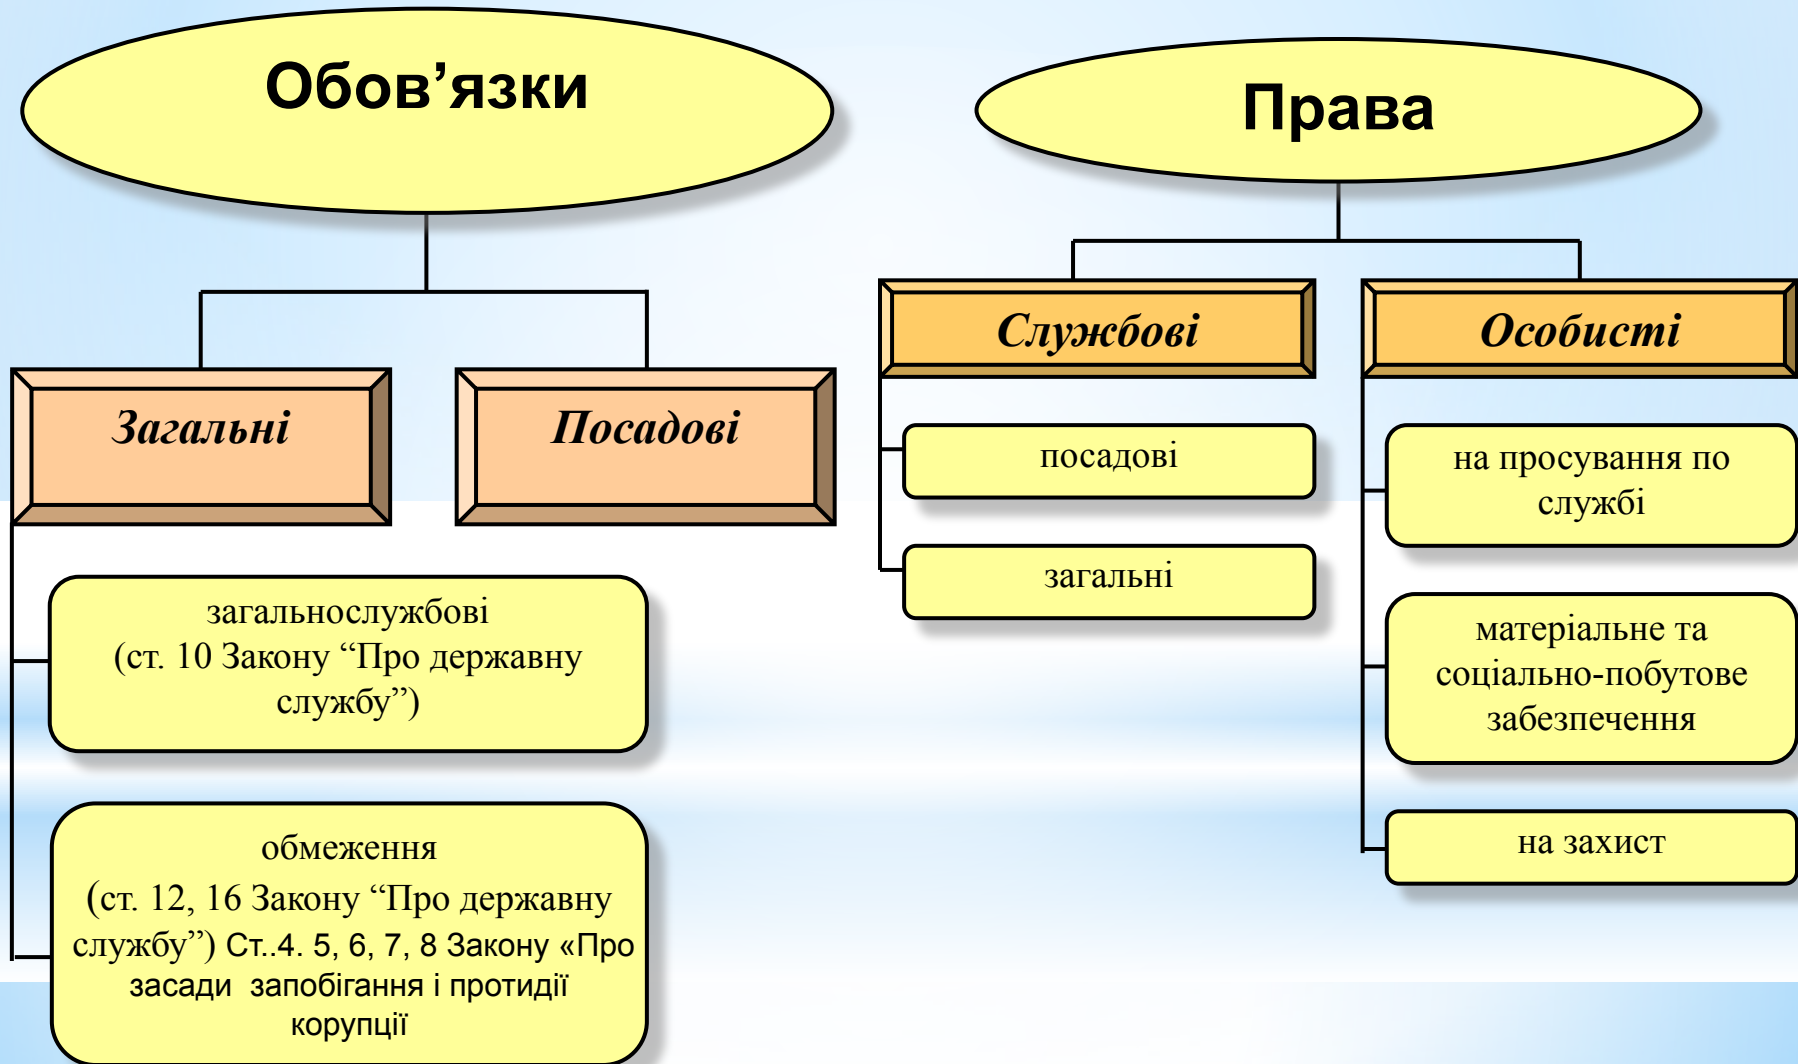 Обов’язки
Загальні
Посадові
загальнослужбові
(ст. 10 Закону “Про державну
службу”)
обмеження
(ст. 12, 16 Закону “Про державну
службу”) Ст..4. 5, 6, 7, 8 Закону «Про
засади запобігання і протидії
корупції
Права
Службові
посадові
загальні
Особисті
на просування по
службі
матеріальне та
соціально-побутове
забезпечення
на захист